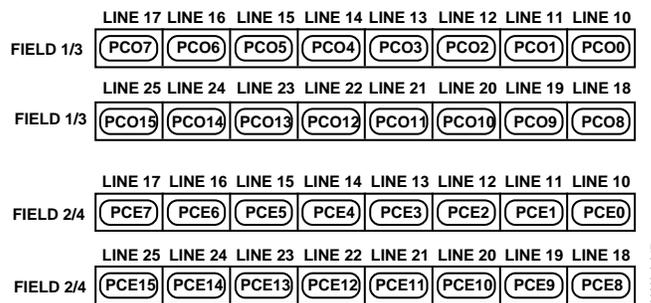 LINE 17 LINE 16 LINE 15 LINE 14 LINE 13 LINE 12 LINE 11 LINE 10
FIELD 1/3 PCO7 PCO6 PCO5 PCO4 PCO3 PCO2 PCO1 PCO0
LINE 25 LINE 24 LINE 23 LINE 22 LINE 21 LINE 20 LINE 19 LINE 18
FIELD 1/3 PCO15 PCO14 PCO13 PCO12 PCO11 PCO10 PCO9 PCO8
LINE 17 LINE 16 LINE 15 LINE 14 LINE 13 LINE 12 LINE 11 LINE 10
FIELD 2/4 PCE7 PCE6 PCE5 PCE4 PCE3 PCE2 PCE1 PCE0
LINE 25 LINE 24 LINE 23 LINE 22 LINE 21 LINE 20 LINE 19 LINE 18
FIELD 2/4 PCE15 PCE14 PCE13 PCE12 PCE11 PCE10 PCE9 PCE8